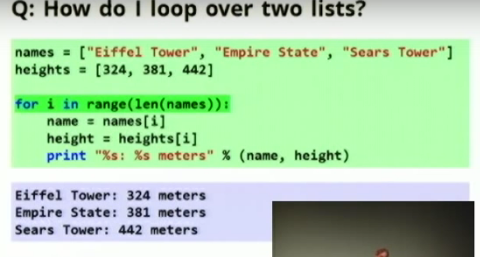 Q: How do I loop over two lists?
names = ["Eiffel Tower", "Empire State", "Sears Tower"]
heights = [324, 381, 442]
for i in range(len(names)):
    name = names[i]
    height = heights[i]
    print "%s: %s meters" % (name, height)
Eiffel Tower: 324 meters
Empire State: 381 meters
Sears Tower: 442 meters